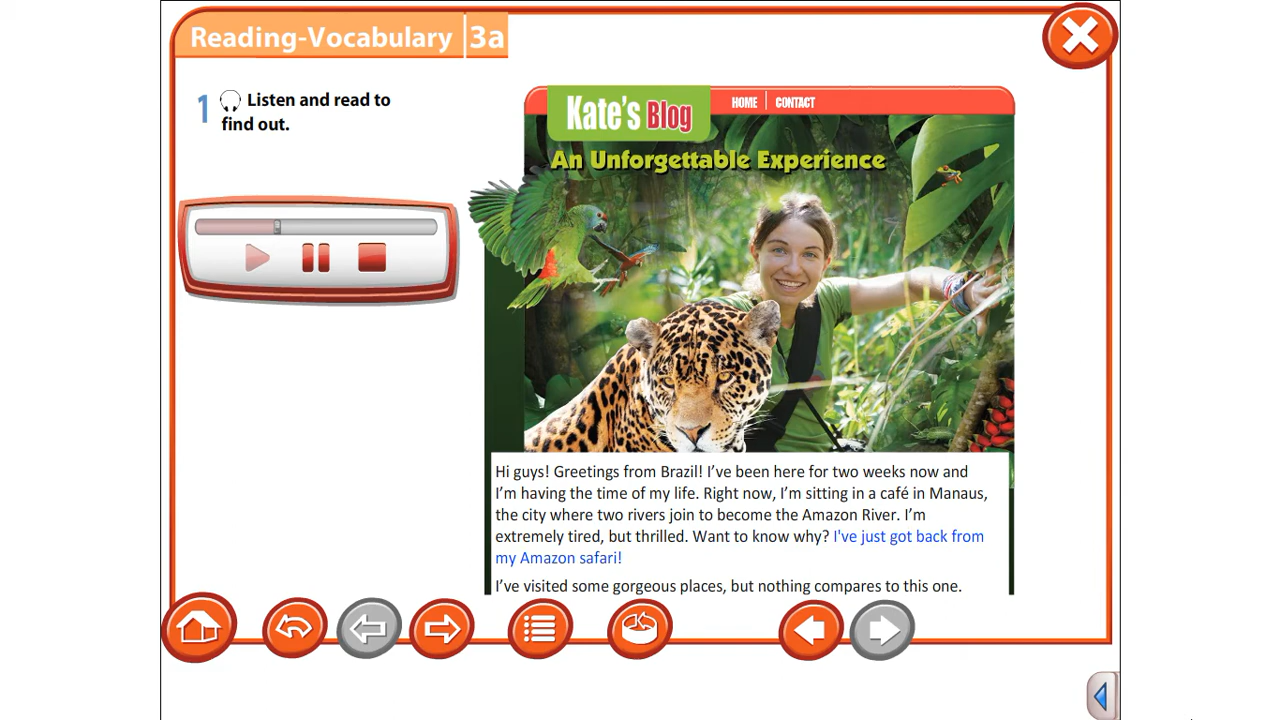 Reading-Vocabulary 3a
1 Listen and read to
find out.
Kate's Blog
HOME CONTACT
An Unforgettable Experience
Hi guys! Greetings from Brazil! I've been here for two weeks now and
I'm having the time of my life. Right now, I'm sitting in a café in Manaus,
the city where two rivers join to become the Amazon River. I'm
extremely tired, but thrilled. Want to know why? I've just got back from
my Amazon safari!
I've visited some gorgeous places, but nothing compares to this one.